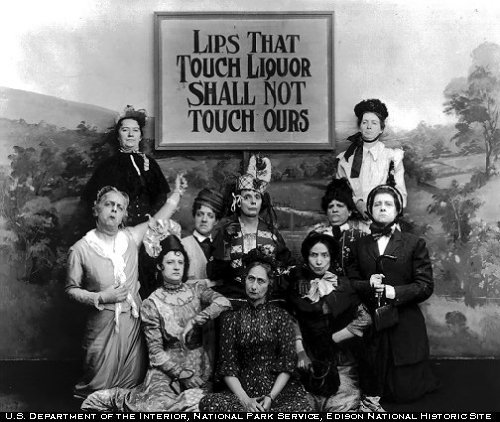 LIPS THAT
TOUCH LIQUOR
SHALL NOT
TOUCH OURS
U.S. DEPARTMENT OF THE INTERIOR, NATIONAL PARK SERVICE, EDISON NATIONAL HISTORIC SITE